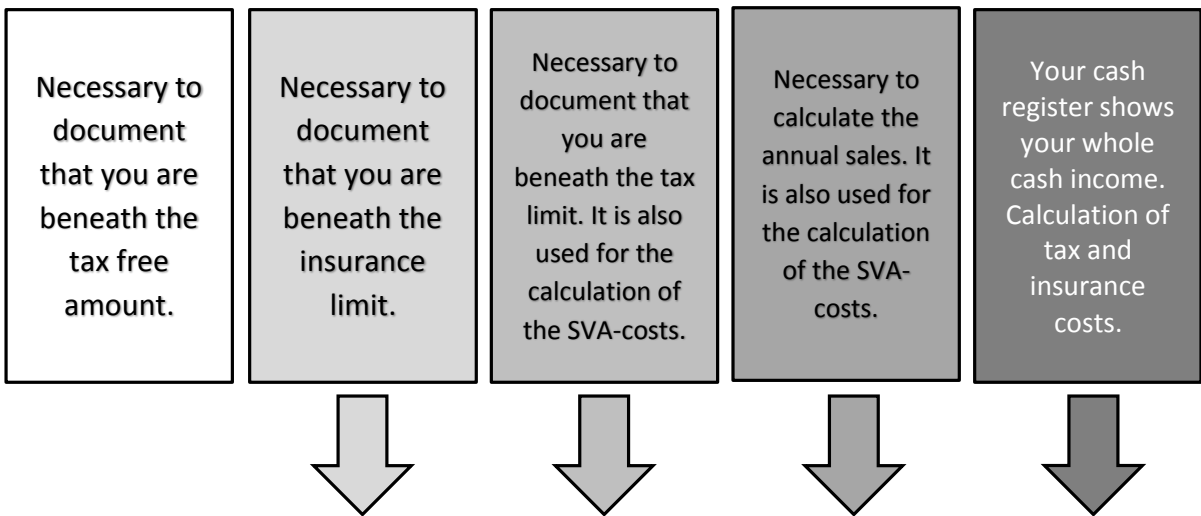 Necessary to
document
that you are
beneath the
tax free
amount.
Necessary to
document
that you are
beneath the
insurance
limit.
Necessary to
document that
you are
beneath the tax
limit. It is also
used for the
calculation of
the SVA-costs.
Necessary to
calculate the
annual sales. It
is also used for
the calculation
of the SVA-
costs.
Your cash
register shows
your whole
cash income.
Calculation of
tax and
insurance
costs.